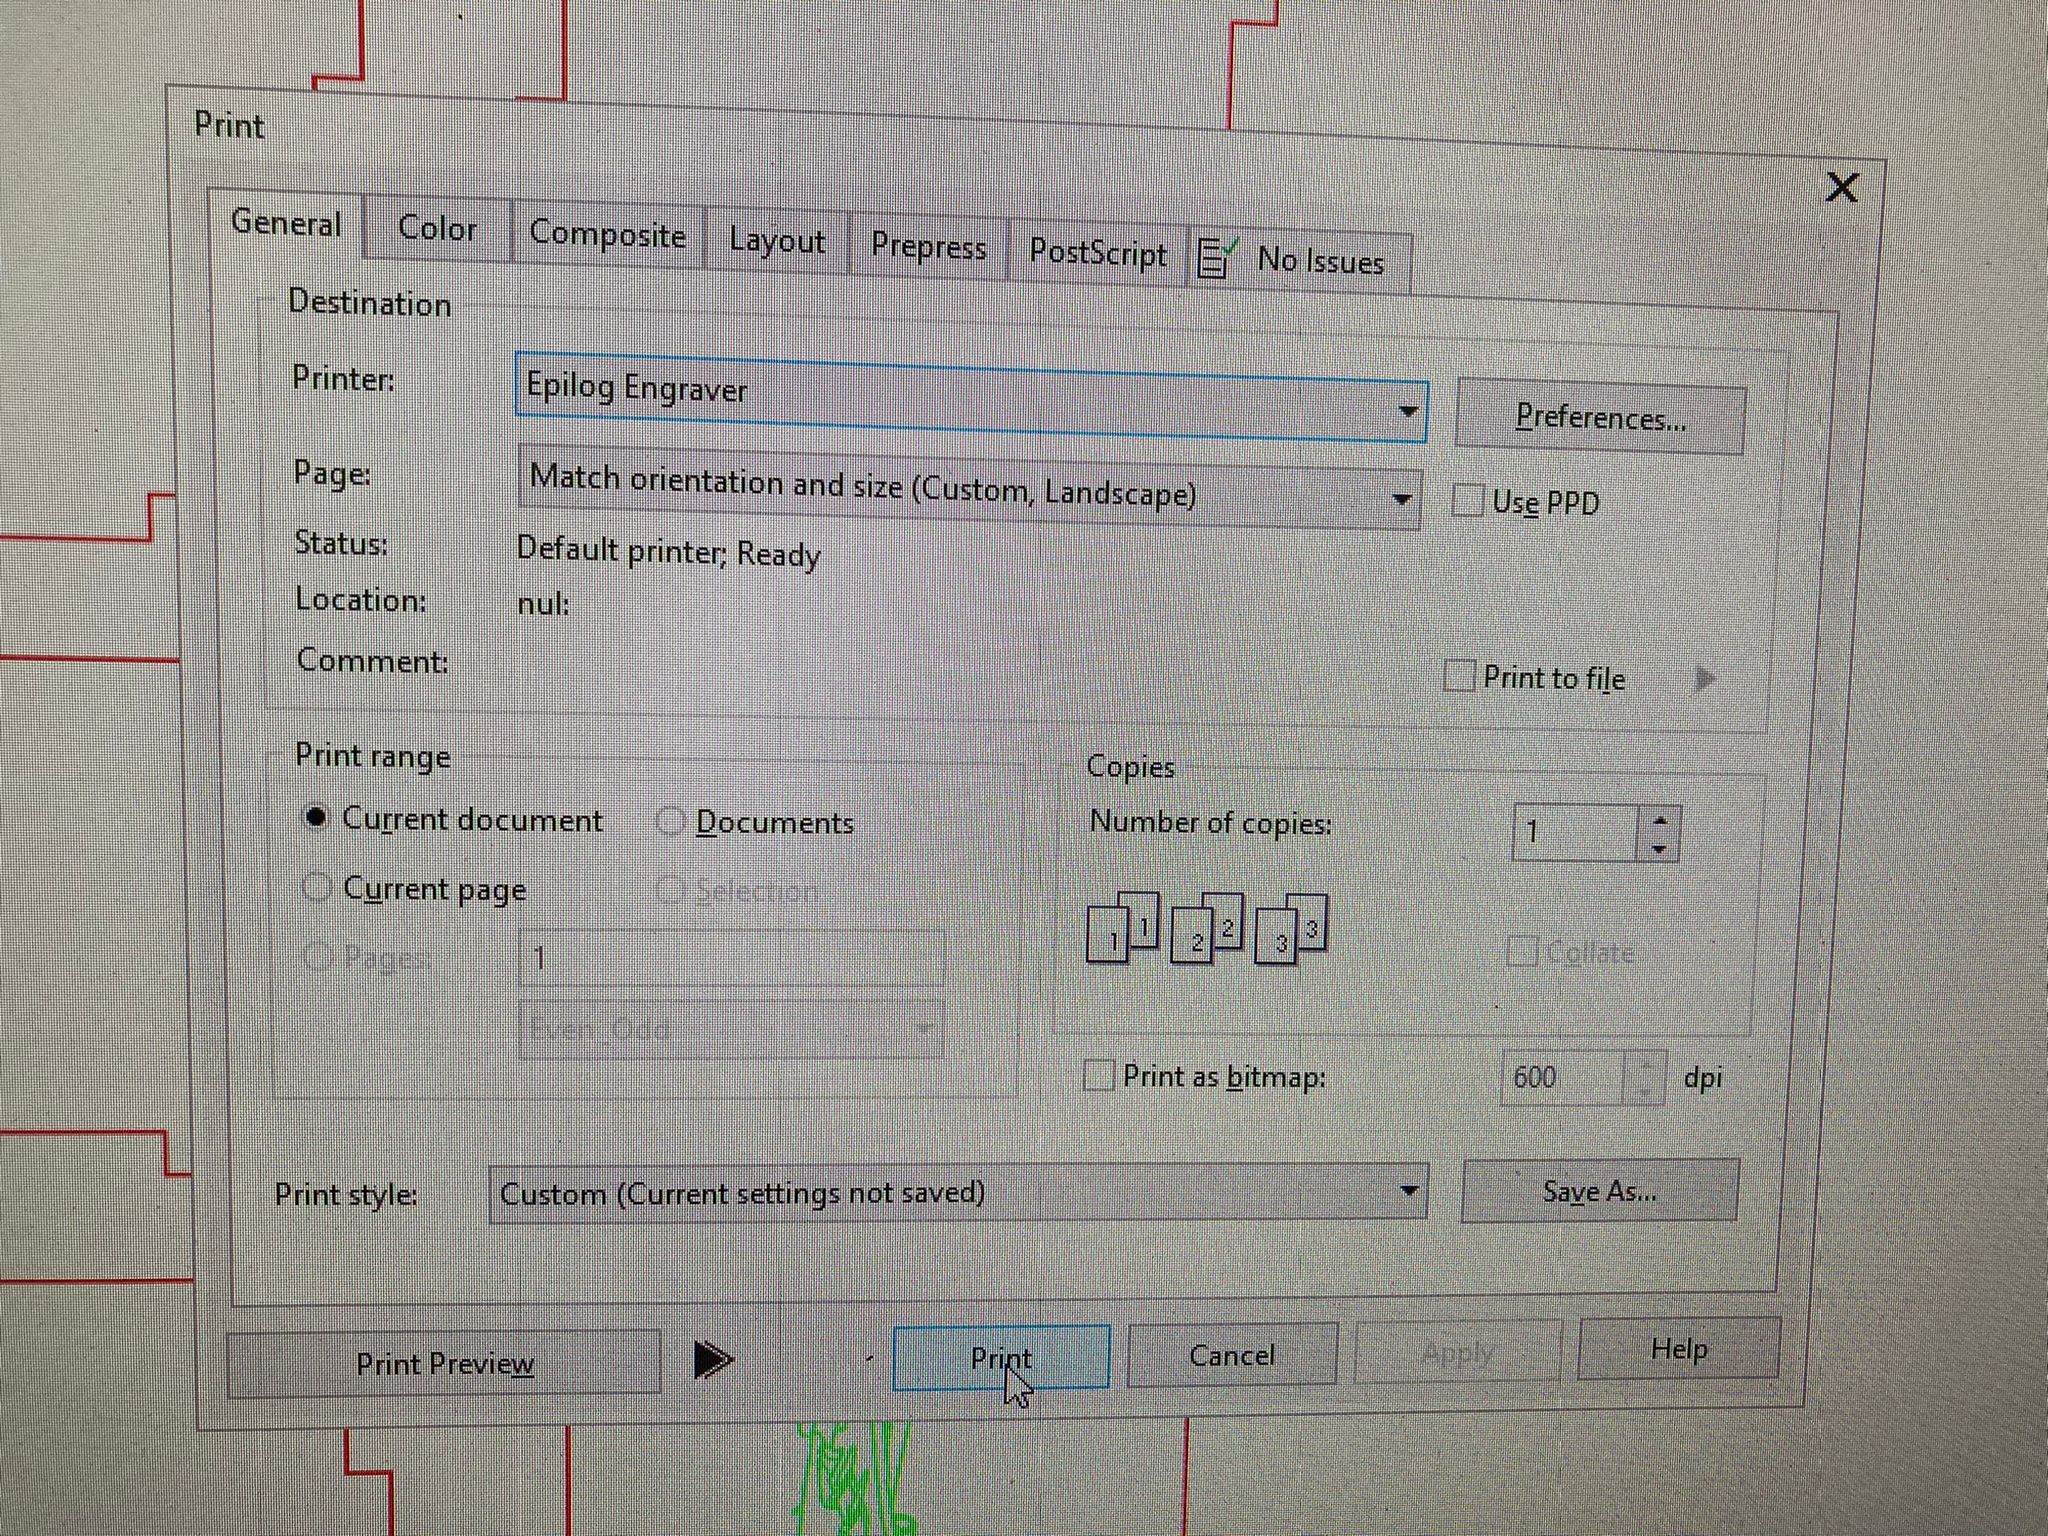 Print
General Color Composite Layout Prepress PostScript No Issues
Destination
Printer: Epilog Engraver Preferences...
Page: Match orientation and size (Custom, Landscape) Use PPD
Status: Default printer; Ready
Location: nul:
Comment:
Print to file
Print range
Current document Documents
Current page Selection
Pages: 1
Even_Odd
Copies
Number of copies: 1
1 1 2 2 3 3
Collate
Print as bitmap: 600 dpi
Print style: Custom (Current settings not saved) Save As...
Print Preview Print Cancel Apply Help